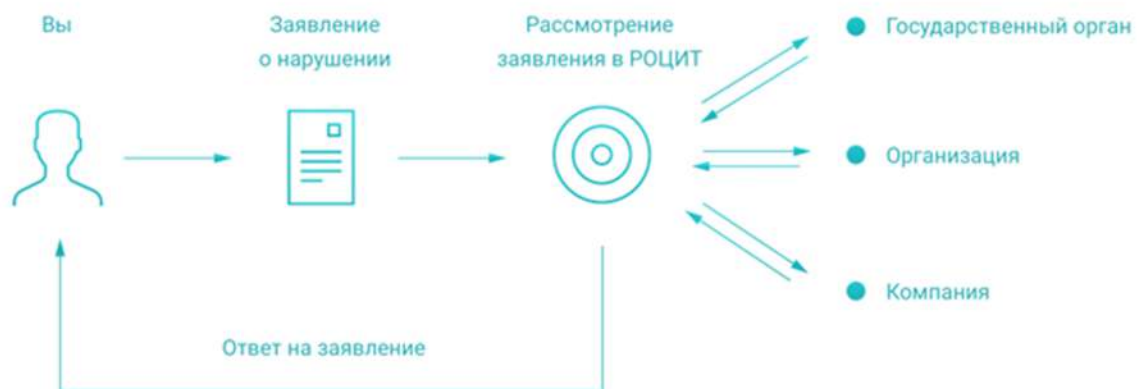 Вы
Заявление
о нарушении
Рассмотрение
заявления в РОЦИТ
Государственный орган
Организация
Компания
Ответ на заявление